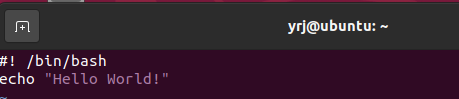 yrj@ubuntu: ~
#! /bin/bash
echo "Hello World!"
~